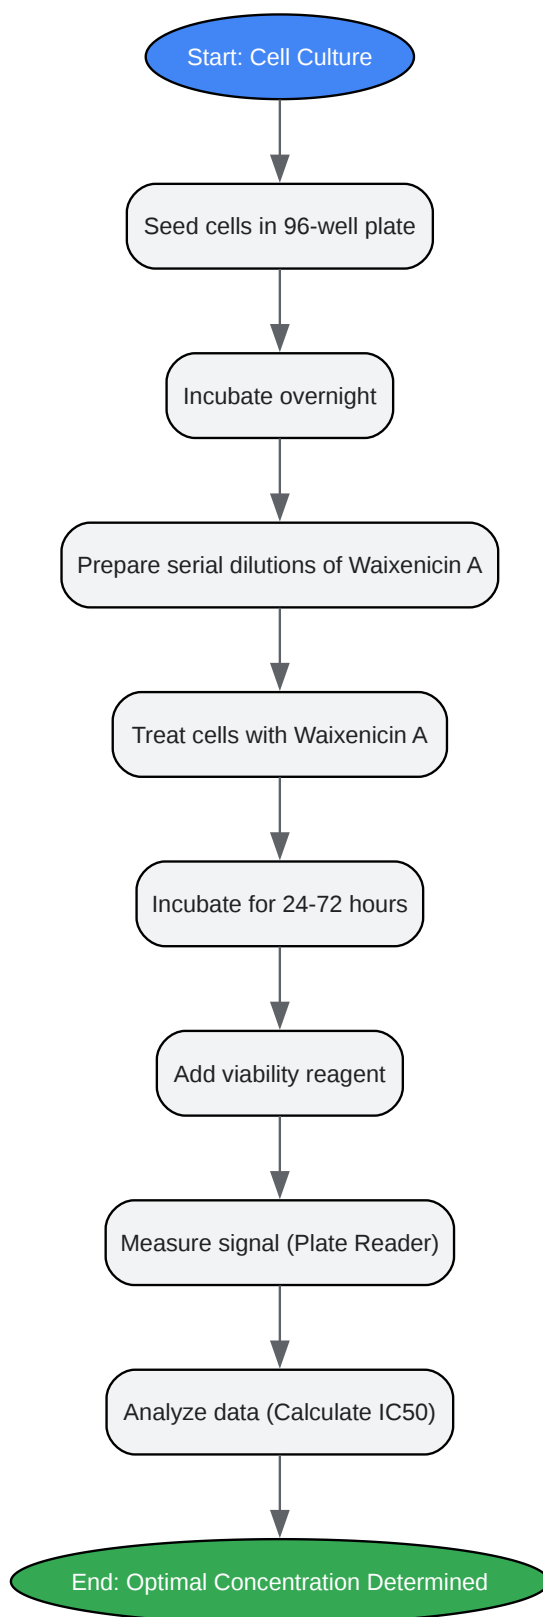 Start: Cell Culture
Seed cells in 96-well plate
Incubate overnight
Prepare serial dilutions of Waixenicin A
Treat cells with Waixenicin A
Incubate for 24-72 hours
Add viability reagent
Measure signal (Plate Reader)
Analyze data (Calculate IC50)
End: Optimal Concentration Determined